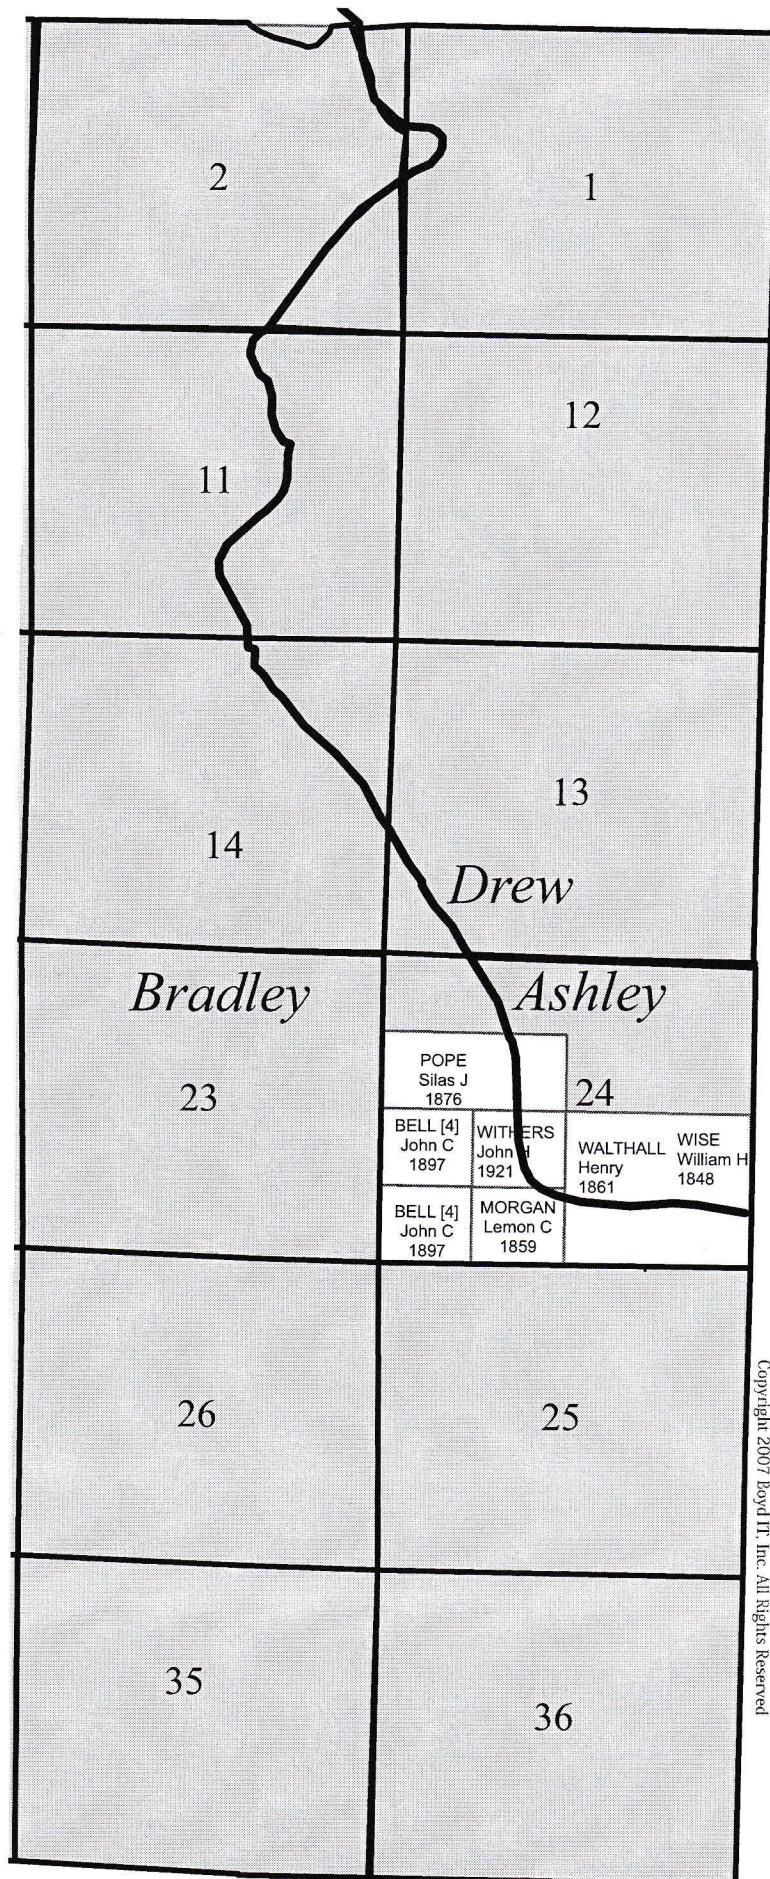 2
1
12
11
13
14
Drew
Bradley
Ashley
23
24
POPE
Silas J
1876
BELL [4]
John C
1897
WITHERS
John H
1921
WALTHALL
Henry
1861
WISE
William H
1848
BELL [4]
John C
1897
MORGAN
Lemon C
1859
26
25
35
36
Copyright 2007 Boyd IT, Inc. All Rights Reserved